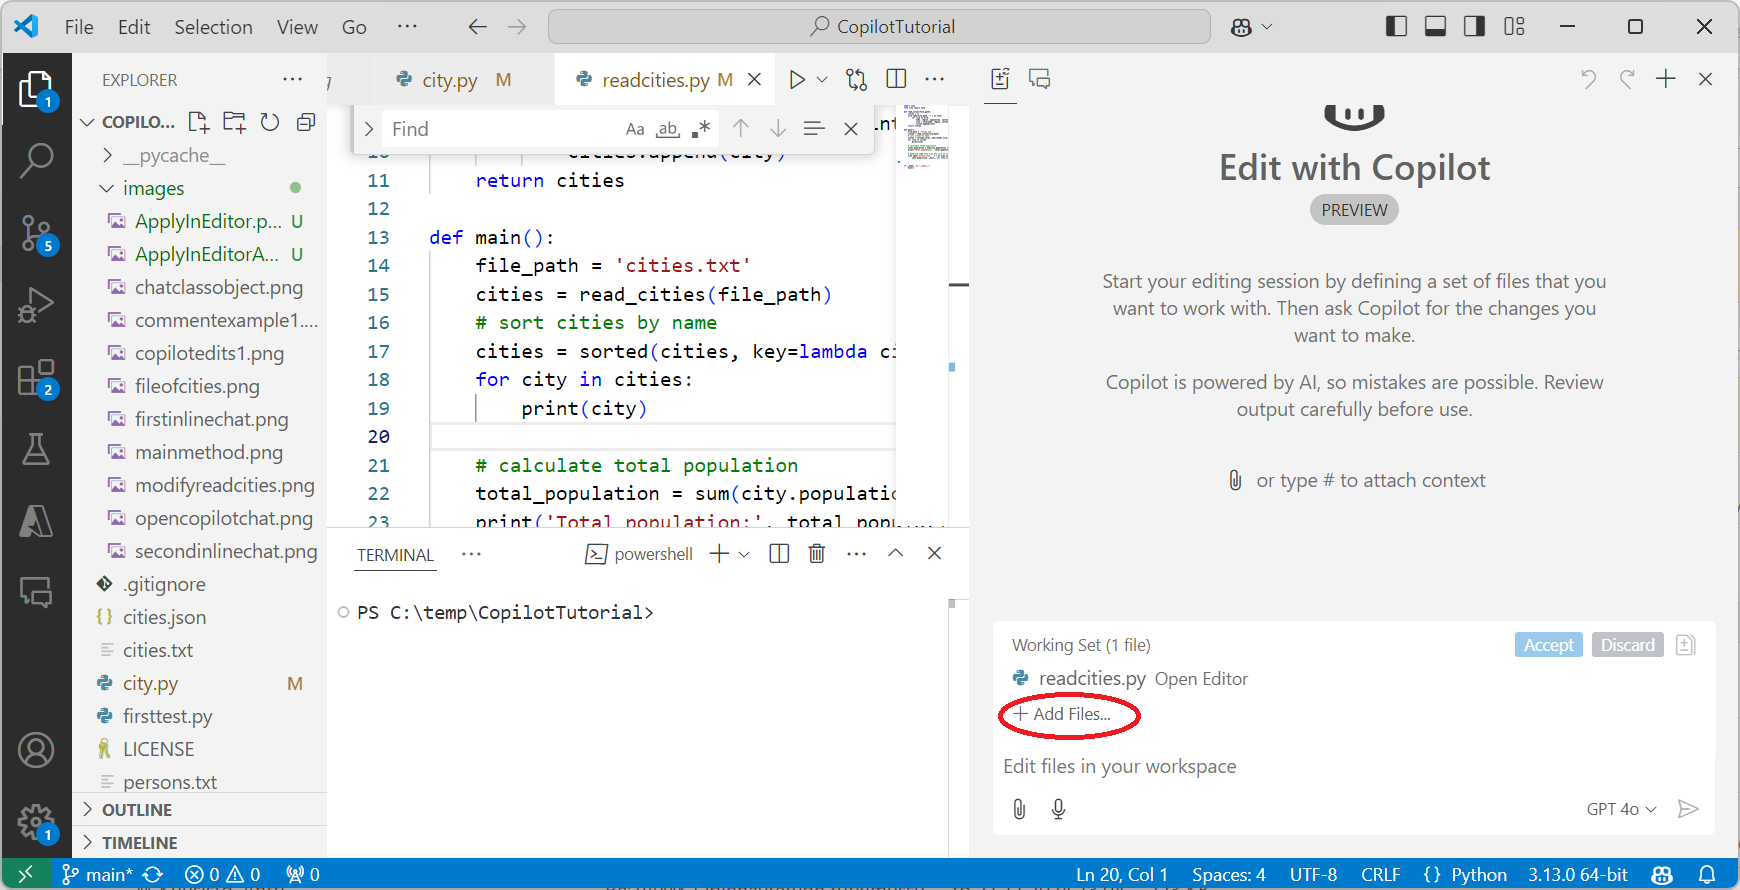 File Edit Selection View Go ··· CopilotTutorial
EXPLORER ···
COPILO...
__pycache__
images
ApplyInEditor.p... U
ApplyInEditorA... U
chatclassobject.png
commentexample1....
copilotedits1.png
fileofcities.png
firstinlinechat.png
mainmethod.png
modifyreadcities.png
opencopilotchat.png
secondinlinechat.png
.gitignore
cities.json
cities.txt
city.py M
firsttest.py
LICENSE
persons.txt
OUTLINE
TIMELINE
1
5
2
1
city.py M
readcities.py M
Find Aa ab
11 return cities
12
13 def main():
14 file_path = 'cities.txt'
15 cities = read_cities(file_path)
16 # sort cities by name
17 cities = sorted(cities, key=lambda ci
18 for city in cities:
19 print(city)
20
21 # calculate total population
22 total_population = sum(city.populatio
23 print('Total population:', total_popu
TERMINAL ··· powershell
PS C:\temp\CopilotTutorial>
Edit with Copilot
PREVIEW
Start your editing session by defining a set of files that you
want to work with. Then ask Copilot for the changes you
want to make.
Copilot is powered by AI, so mistakes are possible. Review
output carefully before use.
or type # to attach context
Working Set (1 file) Accept Discard
readcities.py Open Editor
+ Add Files...
Edit files in your workspace
GPT 4o
main* 0 0 0 Ln 20, Col 1 Spaces: 4 UTF-8 CRLF {} Python 3.13.0 64-bit